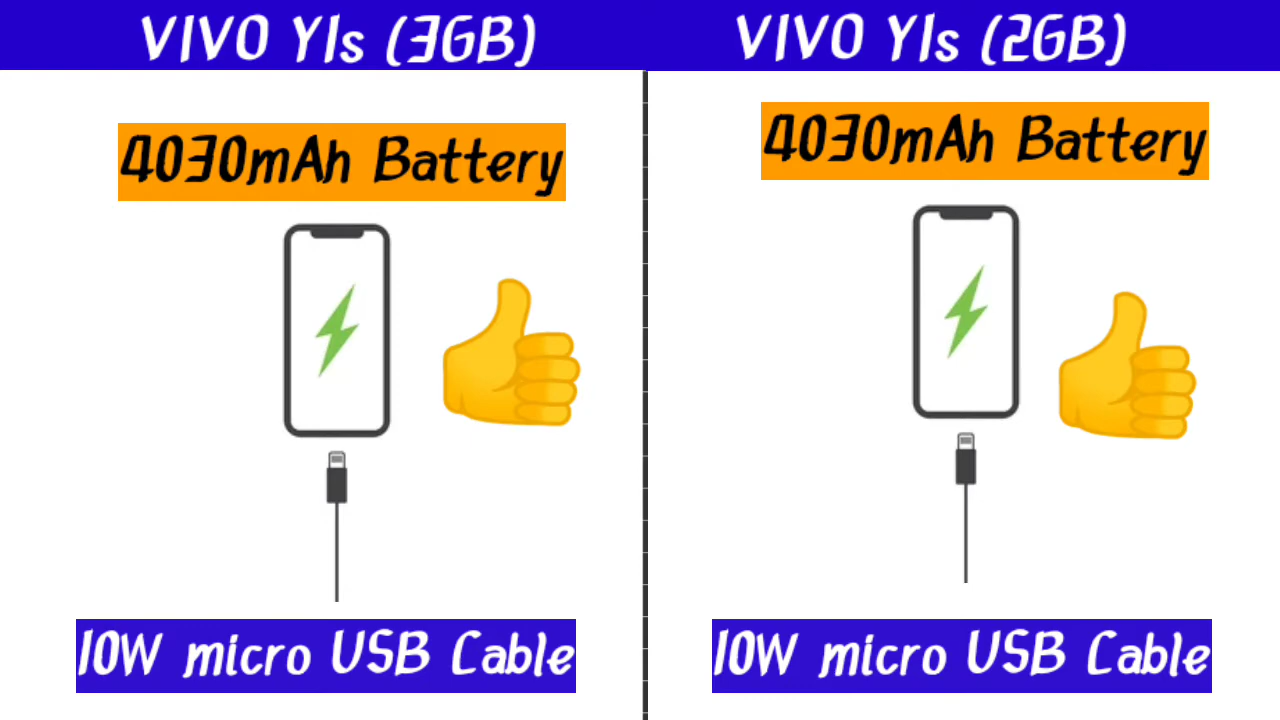 VIVO Y1s (3GB)
VIVO Y1s (2GB)
4030mAh Battery
4030mAh Battery
10W micro USB Cable
10W micro USB Cable